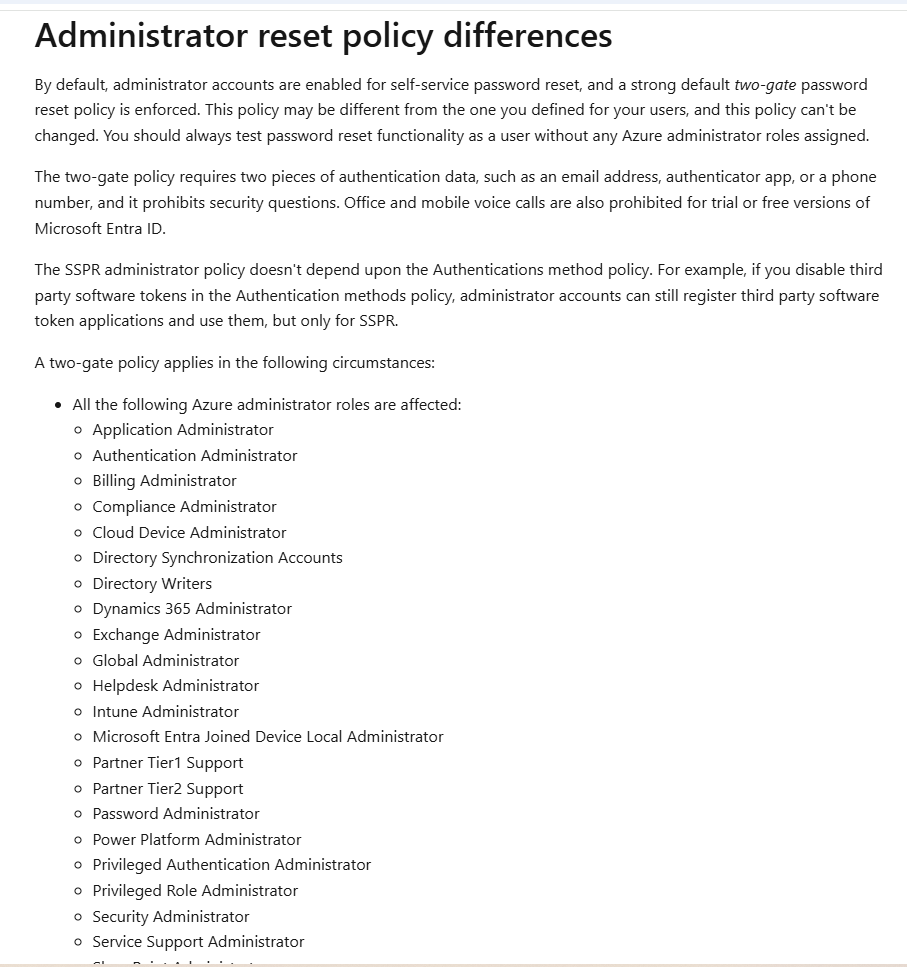 Administrator reset policy differences
By default, administrator accounts are enabled for self-service password reset, and a strong default two-gate password
reset policy is enforced. This policy may be different from the one you defined for your users, and this policy can't be
changed. You should always test password reset functionality as a user without any Azure administrator roles assigned.
The two-gate policy requires two pieces of authentication data, such as an email address, authenticator app, or a phone
number, and it prohibits security questions. Office and mobile voice calls are also prohibited for trial or free versions of
Microsoft Entra ID.
The SSPR administrator policy doesn't depend upon the Authentications method policy. For example, if you disable third
party software tokens in the Authentication methods policy, administrator accounts can still register third party software
token applications and use them, but only for SSPR.
A two-gate policy applies in the following circumstances:
• All the following Azure administrator roles are affected:
○ Application Administrator
○ Authentication Administrator
○ Billing Administrator
○ Compliance Administrator
○ Cloud Device Administrator
○ Directory Synchronization Accounts
○ Directory Writers
○ Dynamics 365 Administrator
○ Exchange Administrator
○ Global Administrator
○ Helpdesk Administrator
○ Intune Administrator
○ Microsoft Entra Joined Device Local Administrator
○ Partner Tier1 Support
○ Partner Tier2 Support
○ Password Administrator
○ Power Platform Administrator
○ Privileged Authentication Administrator
○ Privileged Role Administrator
○ Security Administrator
○ Service Support Administrator